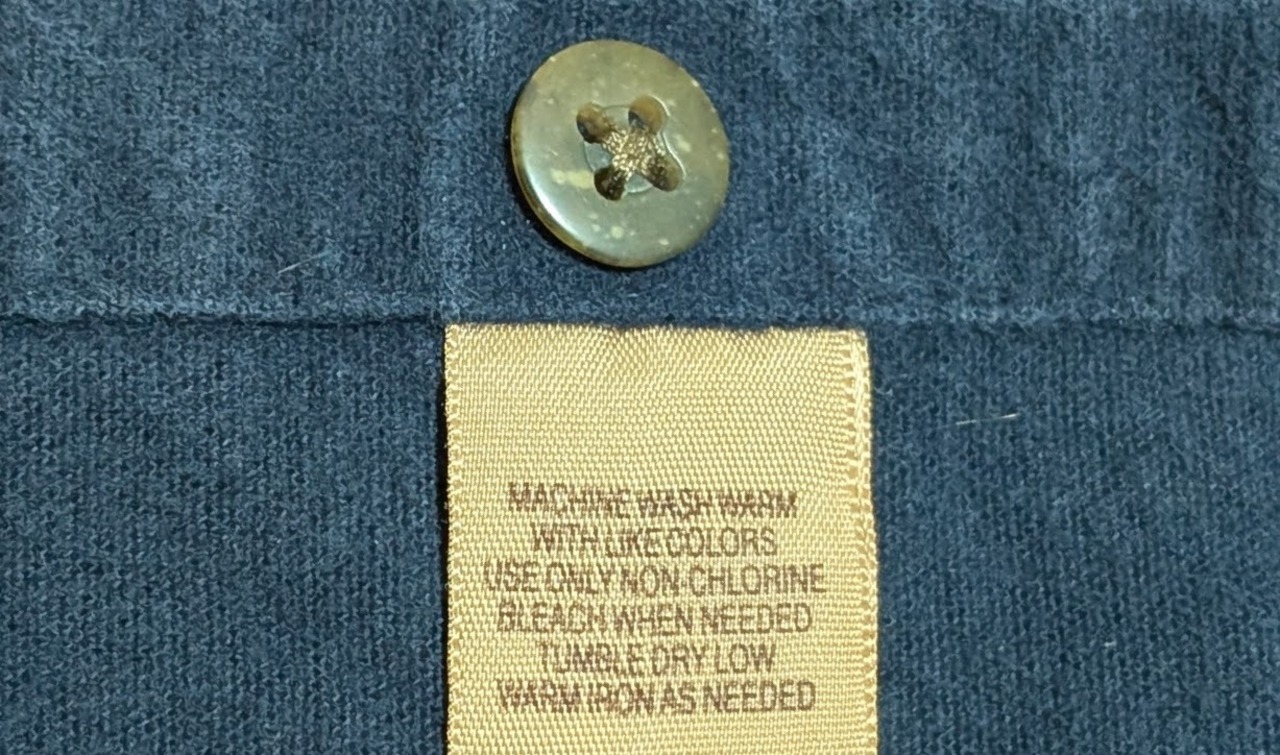 MACHINE WASH WARM
WITH LIKE COLORS
USE ONLY NON-CHLORINE
BLEACH WHEN NEEDED
TUMBLE DRY LOW
WARM IRON AS NEEDED